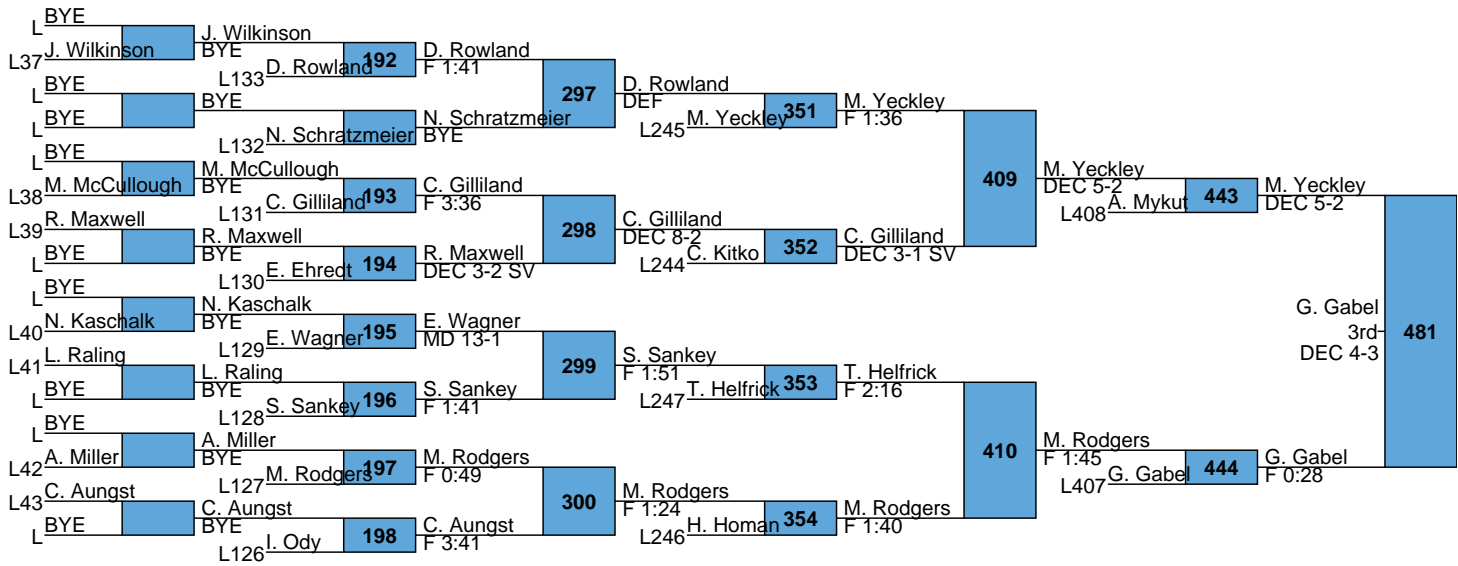 BYE
L
J. Wilkinson
BYE
L37 J. Wilkinson
192
D. Rowland
F 1:41
L133 D. Rowland
BYE
L
BYE
297
D. Rowland
DEF
L BYE
N. Schratzmeier
BYE
L132 N. Schratzmeier
L245 M. Yeckley
351
M. Yeckley
F 1:36
BYE
L
M. McCullough
BYE
L38 M. McCullough
193
C. Gilliland
F 3:36
L131 C. Gilliland
409
M. Yeckley
DEC 5-2
L408 A. Mykut
443
M. Yeckley
DEC 5-2
L39 R. Maxwell
298
C. Gilliland
DEC 8-2
R. Maxwell
BYE
L BYE
194
R. Maxwell
DEC 3-2 SV
L130 E. Ehredt
L244 C. Kitko
352
C. Gilliland
DEC 3-1 SV
BYE
L
N. Kaschalk
BYE
L40 N. Kaschalk
195
E. Wagner
MD 13-1
L129 E. Wagner
G. Gabel
3rd
DEC 4-3
481
L41 L. Raling
299
S. Sankey
F 1:51
L. Raling
BYE
L BYE
196
S. Sankey
F 1:41
L128 S. Sankey
L247 T. Helfrick
353
T. Helfrick
F 2:16
BYE
L
A. Miller
BYE
L42 A. Miller
197
M. Rodgers
F 0:49
L127 M. Rodgers
410
M. Rodgers
F 1:45
L407 G. Gabel
444
G. Gabel
F 0:28
L43 C. Aungst
300
M. Rodgers
F 1:24
C. Aungst
BYE
L BYE
198
C. Aungst
F 3:41
L126 I. Ody
L246 H. Homan
354
M. Rodgers
F 1:40